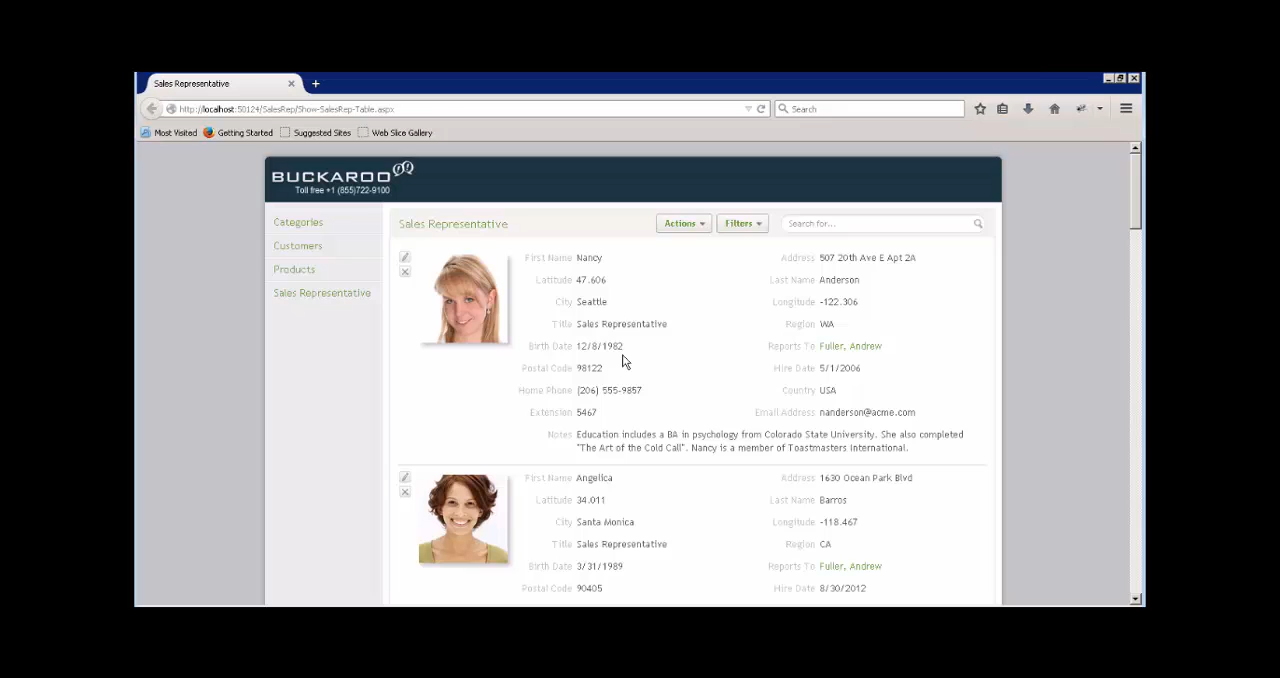 Sales Representative
http://localhost:50124/SalesRep/Show-SalesRep-Table.aspx
Search
Most Visited Getting Started Suggested Sites Web Slice Gallery
BUCKAROO
Toll free +1 (855)722-9100
Categories
Customers
Products
Sales Representative
Sales Representative Actions Filters Search for...
First Name Nancy Address 507 20th Ave E Apt 2A
Latitude 47.606 Last Name Anderson
City Seattle Longitude -122.306
Title Sales Representative Region WA
Birth Date 12/8/1982 Reports To Fuller, Andrew
Postal Code 98122 Hire Date 5/1/2006
Home Phone (206) 555-9857 Country USA
Extension 5467 Email Address nanderson@acme.com
Notes Education includes a BA in psychology from Colorado State University. She also completed
"The Art of the Cold Call". Nancy is a member of Toastmasters International.
First Name Angelica Address 1630 Ocean Park Blvd
Latitude 34.011 Last Name Barros
City Santa Monica Longitude -118.467
Title Sales Representative Region CA
Birth Date 3/31/1989 Reports To Fuller, Andrew
Postal Code 90405 Hire Date 8/30/2012